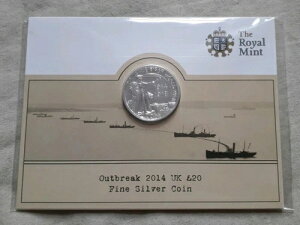 The
Royal
Mint
Outbreak 2014 UK £20
Fine Silver Coin